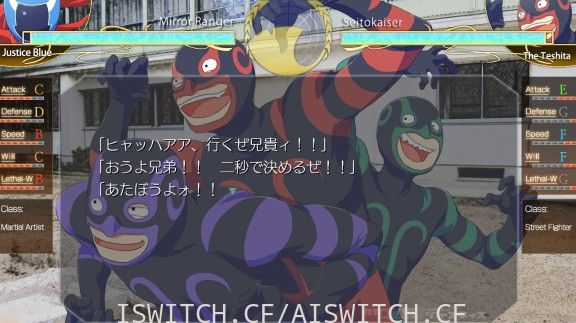 Mirror Ranger
Seitokaiser
Justice Blue
The Teshita
Attack C
Defense D
Speed B
Will C
Lethal-W B
Class:
Martial Artist
Attack E
Defense G
Speed F
Will F
Lethal-W G
Class:
Street Fighter
「ヒャッハアア、行くぜ兄貴ィ！！」
「おうよ兄弟！！　二秒で決めるぜ！！」
「あたぼうよォ！！
ISWITCH.CF/AISWITCH.CF